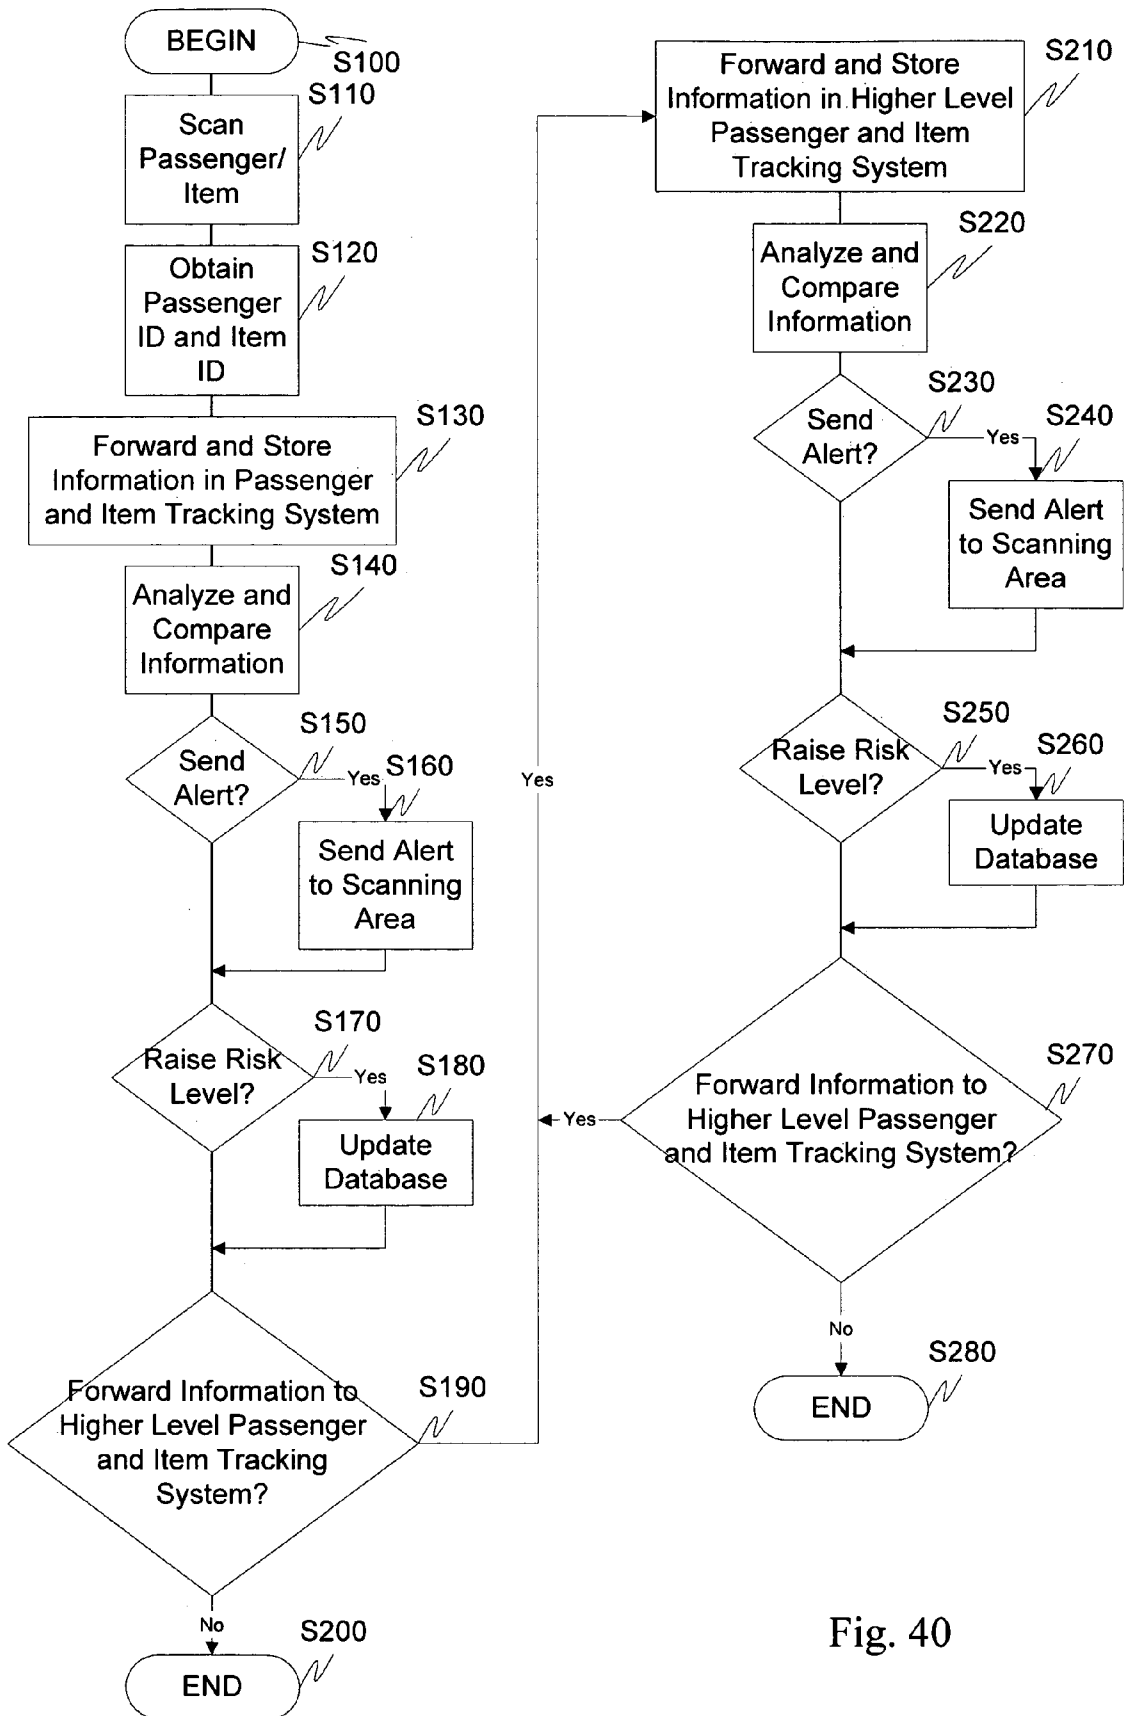 BEGIN
S100
S110
Scan
Passenger/
Item
S120
Obtain
Passenger
ID and Item
ID
S130
Forward and Store
Information in Passenger
and Item Tracking System
S140
Analyze and
Compare
Information
S150
Send
Alert?
Yes
S160
Send Alert
to Scanning
Area
S170
Raise Risk
Level?
Yes
S180
Update
Database
S190
Forward Information to
Higher Level Passenger
and Item Tracking
System?
No
S200
END
Yes
S210
Forward and Store
Information in Higher Level
Passenger and Item
Tracking System
S220
Analyze and
Compare
Information
S230
Send
Alert?
Yes
S240
Send Alert
to Scanning
Area
S250
Raise Risk
Level?
Yes
S260
Update
Database
S270
Forward Information to
Higher Level Passenger
and Item Tracking System?
Yes
No
S280
END
Fig. 40